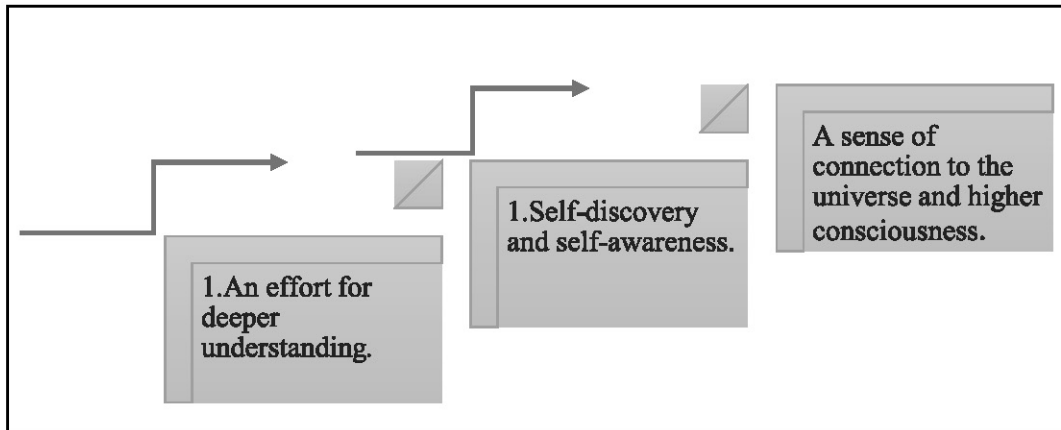 1.An effort for
deeper
understanding.
1.Self-discovery
and self-awareness.
A sense of
connection to the
universe and higher
consciousness.